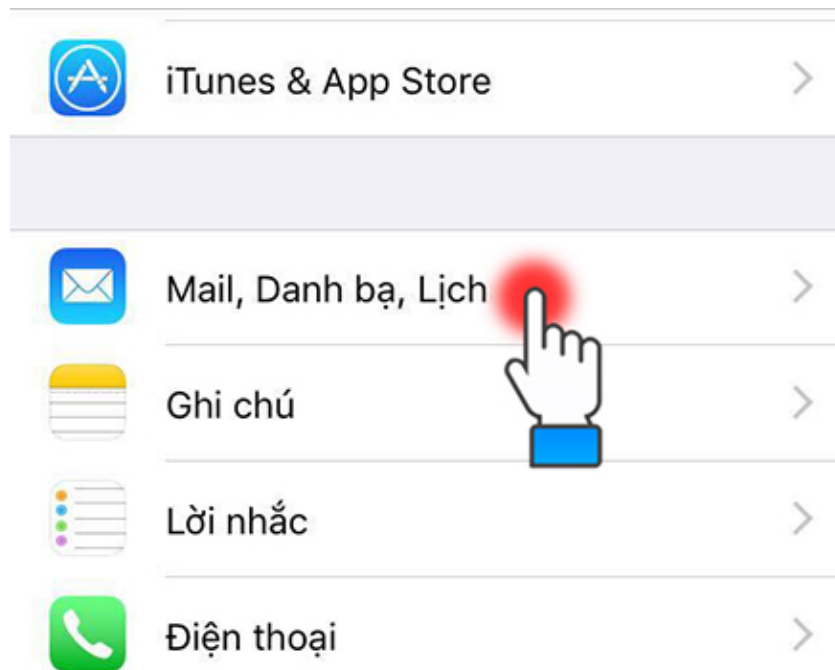 iTunes & App Store
Mail, Danh bạ, Lịch
Ghi chú
Lời nhắc
Điện thoại